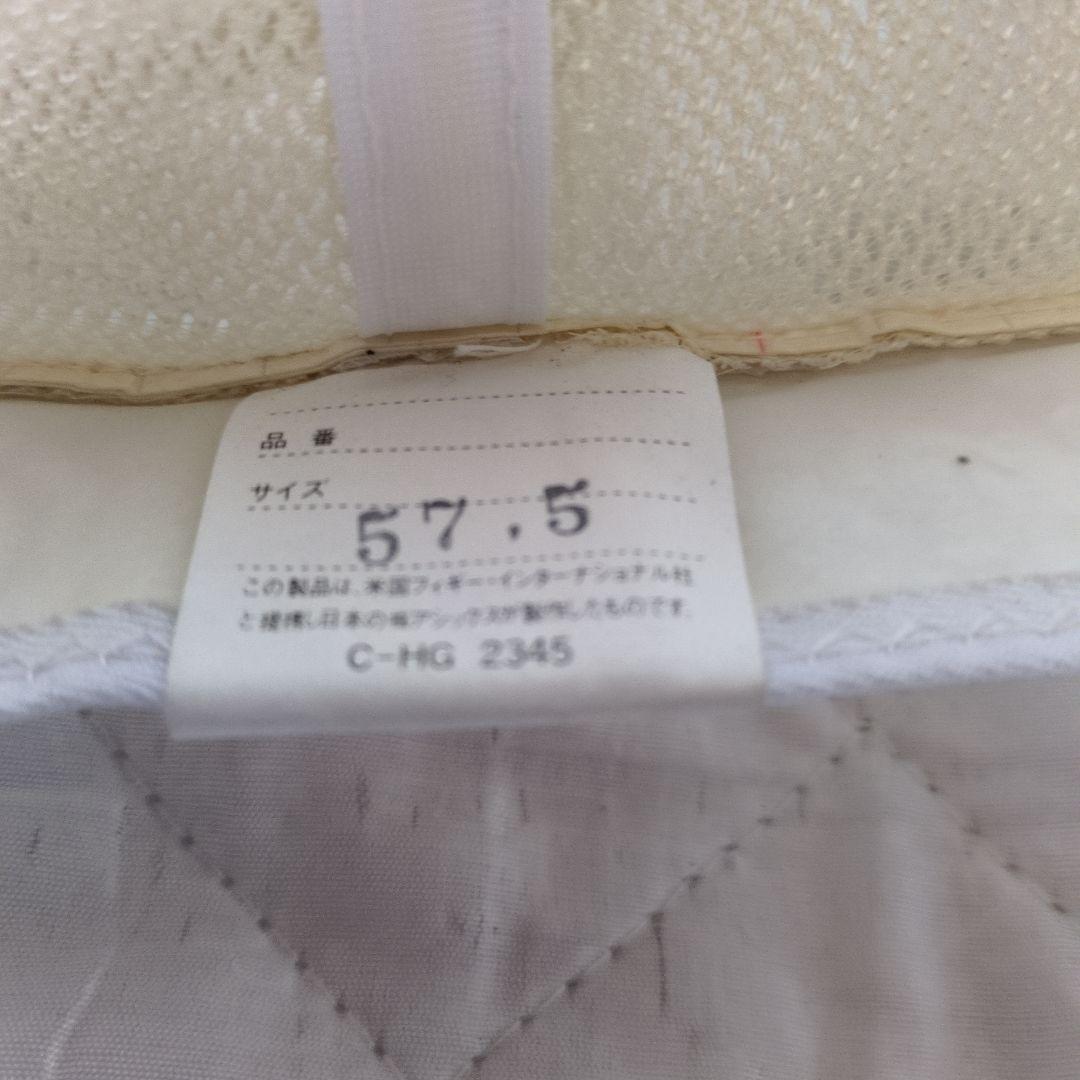 品番
サイズ
57.5
この製品は、米国フィギー・インターナショナル社
と提携し日本の㈱アシックスが製作したものです。
C-HG 2345